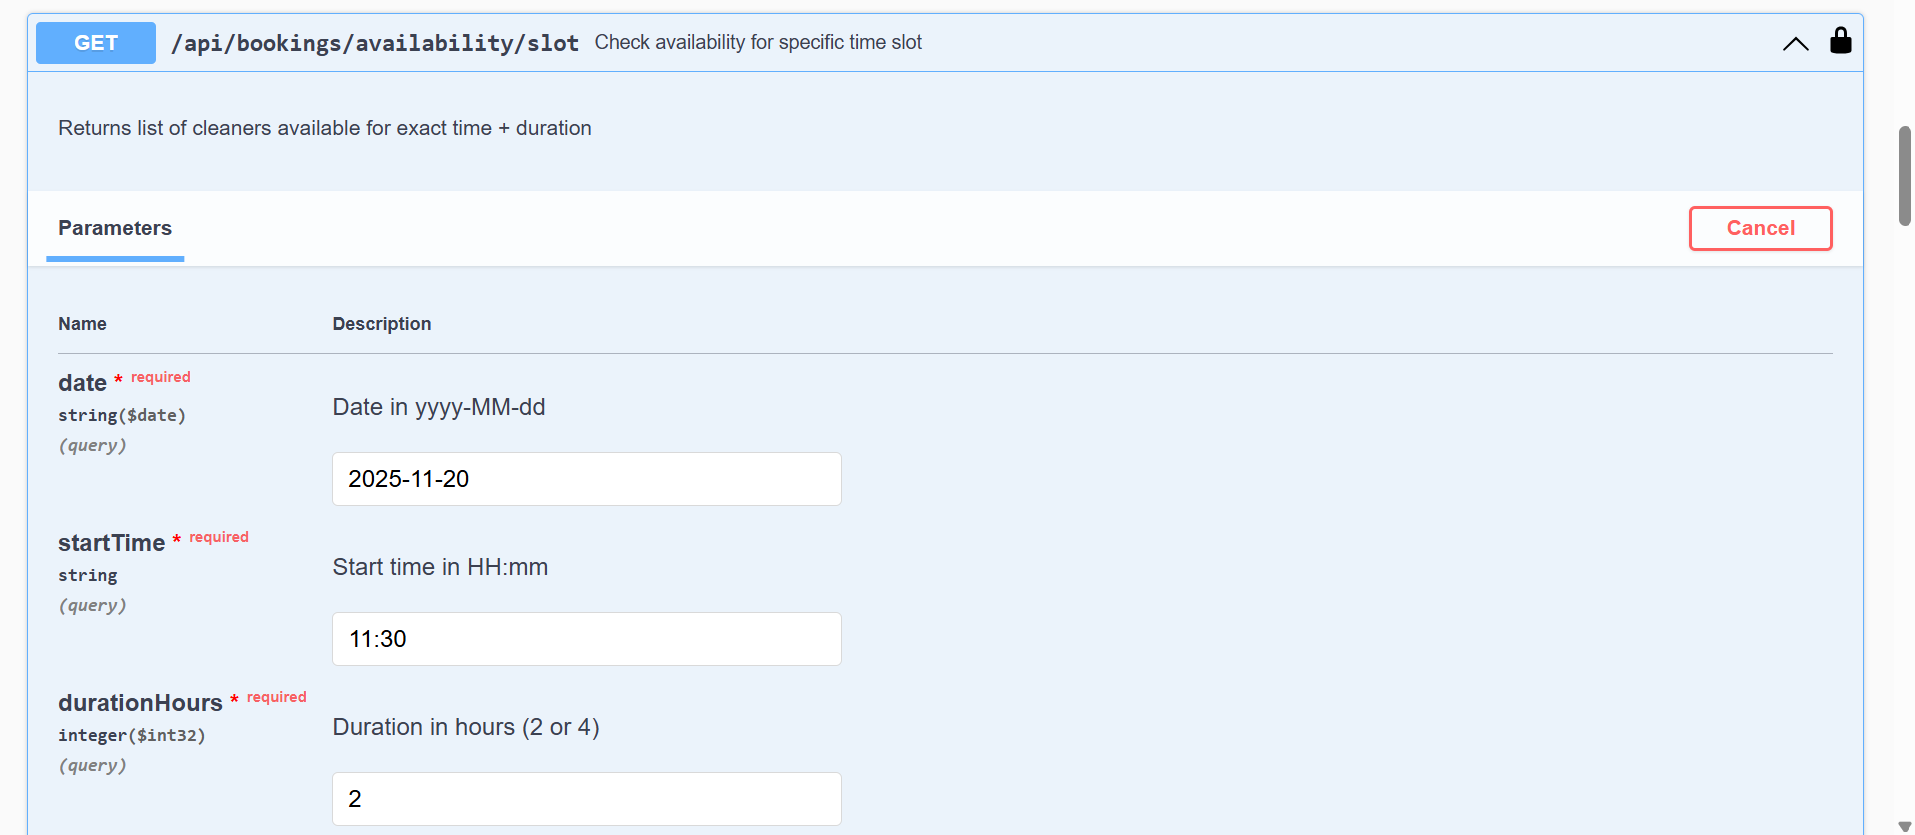 GET /api/bookings/availability/slot Check availability for specific time slot
Returns list of cleaners available for exact time + duration
Parameters
Cancel
Name Description
date * required
string($date)
(query)
Date in yyyy-MM-dd
2025-11-20
startTime * required
string
(query)
Start time in HH:mm
11:30
durationHours * required
integer($int32)
(query)
Duration in hours (2 or 4)
2